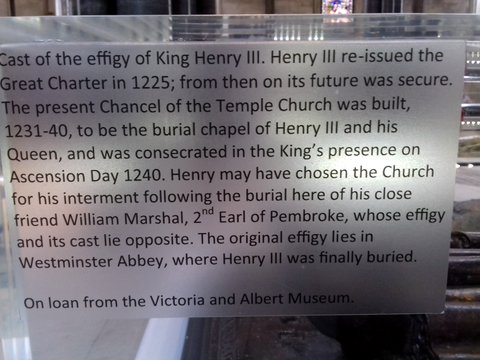 Cast of the effigy of King Henry III. Henry III re-issued the
Great Charter in 1225; from then on its future was secure.
The present Chancel of the Temple Church was built,
1231-40, to be the burial chapel of Henry III and his
Queen, and was consecrated in the King's presence on
Ascension Day 1240. Henry may have chosen the Church
for his interment following the burial here of his close
friend William Marshal, 2nd Earl of Pembroke, whose effigy
and its cast lie opposite. The original effigy lies in
Westminster Abbey, where Henry III was finally buried.
On loan from the Victoria and Albert Museum.